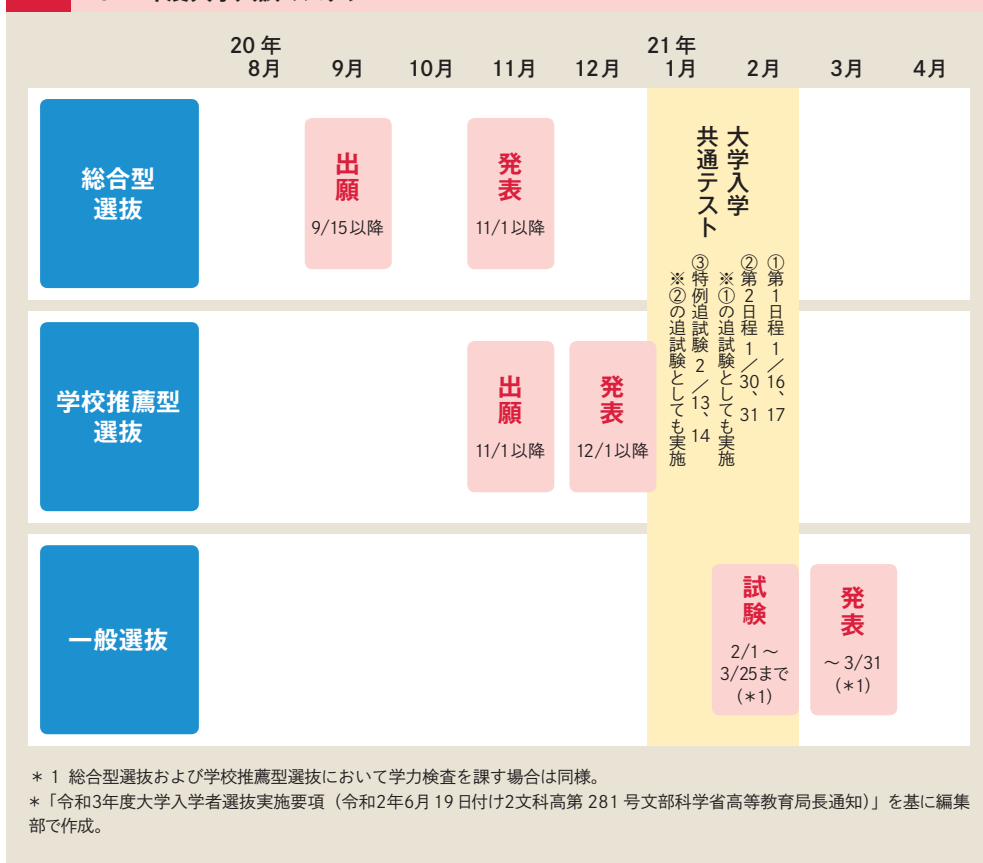 20年
8月 9月 10月 11月 12月
21年
1月 2月 3月 4月
総合型
選抜
出願
9/15以降
発表
11/1以降
大学入学
共通テスト
①第1日程 1/16、17
②第2日程 1/30、31
※①の追試験としても実施
③特例追試験 2/13、14
※②の追試験としても実施
学校推薦型
選抜
出願
11/1以降
発表
12/1以降
一般選抜
試験
2/1～
3/25まで
(＊1)
発表
～3/31
(＊1)
＊1 総合型選抜および学校推薦型選抜において学力検査を課す場合は同様。
＊「令和3年度大学入学者選抜実施要項（令和2年6月19日付け2文科高第281号文部科学省高等教育局長通知）」を基に編集
部で作成。